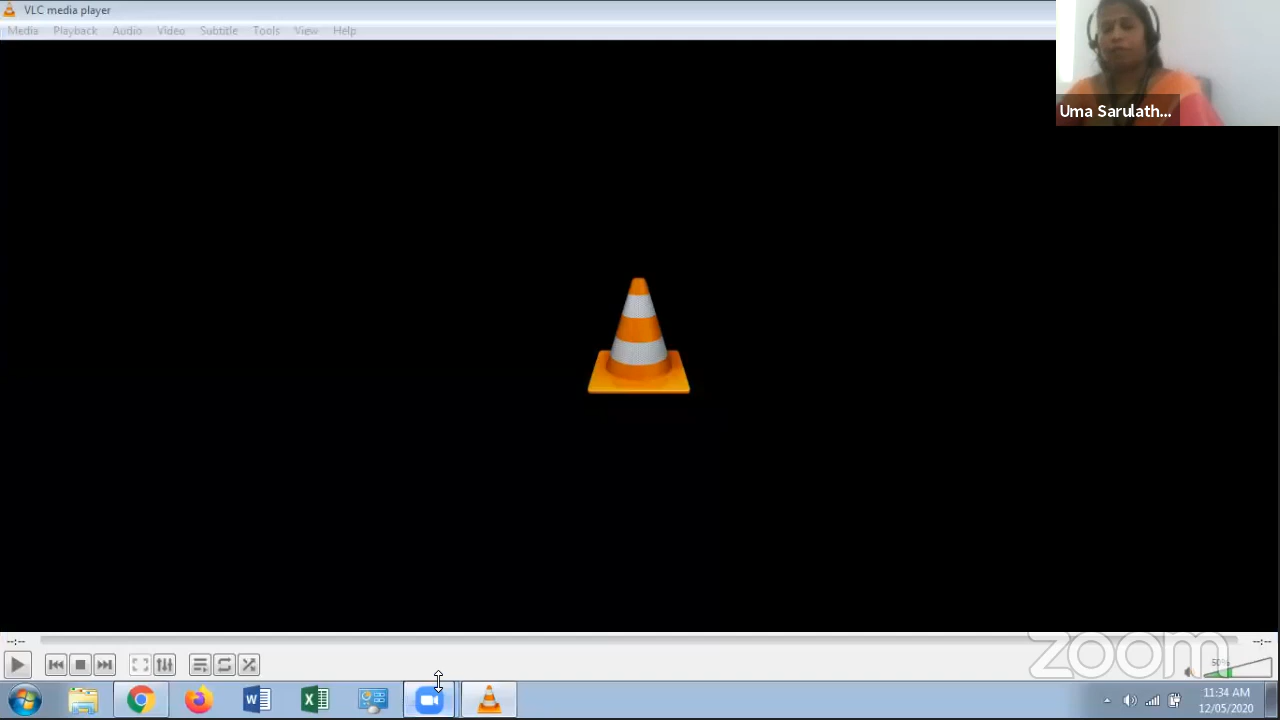 VLC media player
Media Playback Audio Video Subtitle Tools View Help
Uma Sarulath...
--:-- --:--
zoom
50%
11:34 AM
12/05/2020